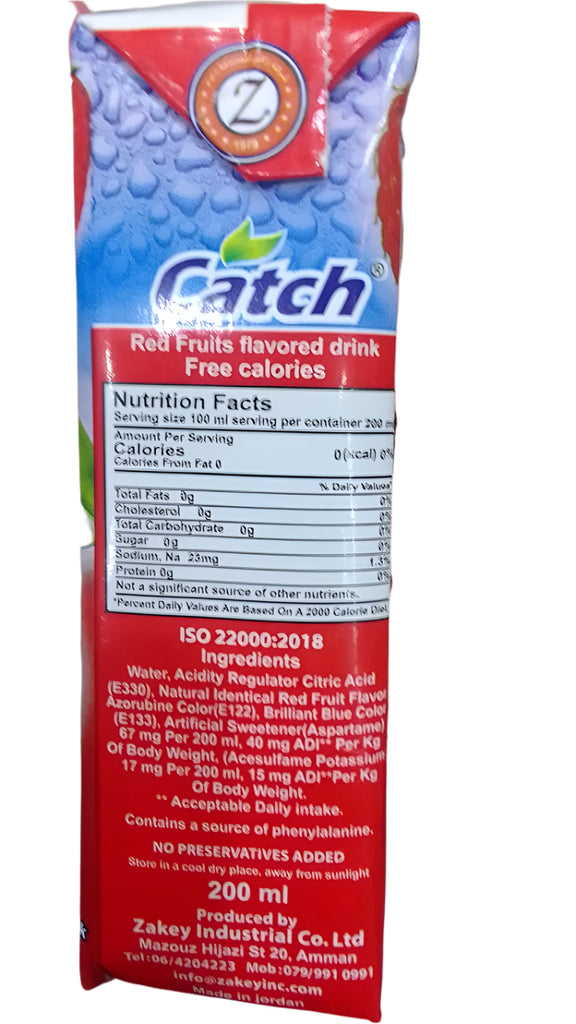 Z
1979
Catch®
Red Fruits flavored drink
Free calories
Nutrition Facts
Serving size 100 ml serving per container 200 ml
Amount Per Serving
Calories 0(kcal) 0%
Calories From Fat 0
% Daily Values*
Total Fats 0g 0%
Cholesterol 0g 0%
Total Carbohydrate 0g 0%
Sugar 0g 0%
Sodium, Na 23mg 1.3%
Protein 0g 0%
Not a significant source of other nutrients.
*Percent Daily Values Are Based On A 2000 Calorie Diet.
ISO 22000:2018
Ingredients
Water, Acidity Regulator Citric Acid
(E330), Natural Identical Red Fruit Flavor
Azorubine Color(E122), Brilliant Blue Color
(E133), Artificial Sweetener(Aspartame)
67 mg Per 200 ml, 40 mg ADI** Per Kg
Of Body Weight, (Acesulfame Potassium
17 mg Per 200 ml, 15 mg ADI**Per Kg
Of Body Weight.
** Acceptable Daily intake.
Contains a source of phenylalanine.
NO PRESERVATIVES ADDED
Store in a cool dry place, away from sunlight
200 ml
Produced by
Zakey Industrial Co. Ltd
Mazouz Hijazi St 20, Amman
Tel:06/4204223 Mob:079/991 0991
info@zakeyinc.com
Made in jordan